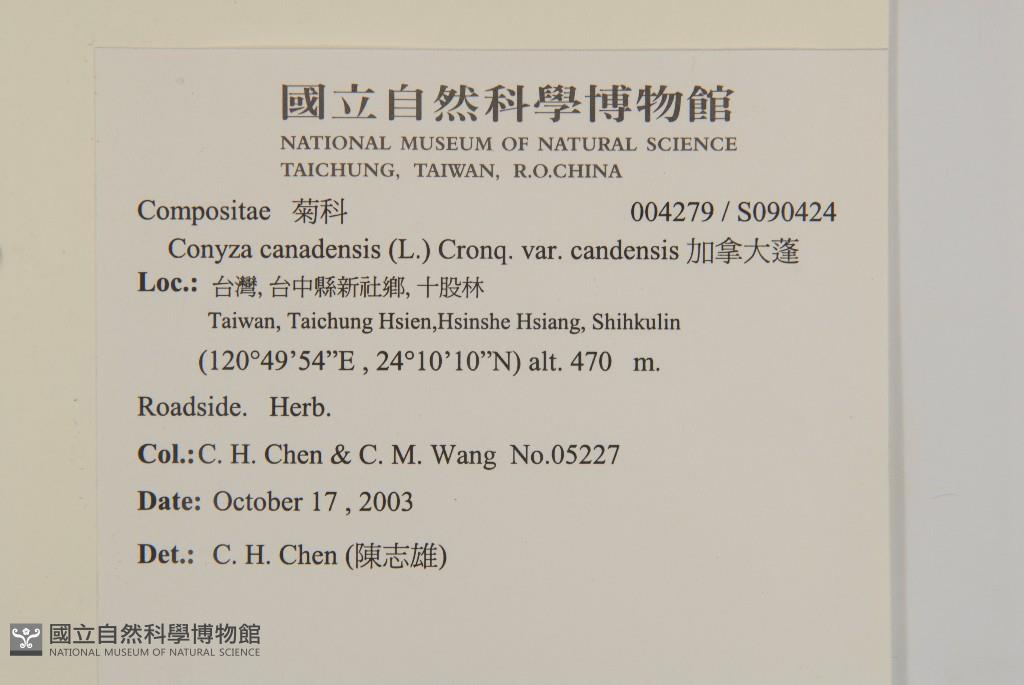 國立自然科學博物館
NATIONAL MUSEUM OF NATURAL SCIENCE
TAICHUNG, TAIWAN, R.O.CHINA
Compositae 菊科 004279 / S090424
Conyza canadensis (L.) Cronq. var. candensis 加拿大蓬
Loc.: 台灣, 台中縣新社鄉, 十股林
Taiwan, Taichung Hsien,Hsinshe Hsiang, Shihkulin
(120°49’54”E , 24°10’10”N) alt. 470 m.
Roadside. Herb.
Col.: C. H. Chen & C. M. Wang No.05227
Date: October 17 , 2003
Det.: C. H. Chen (陳志雄)
國立自然科學博物館
NATIONAL MUSEUM OF NATURAL SCIENCE